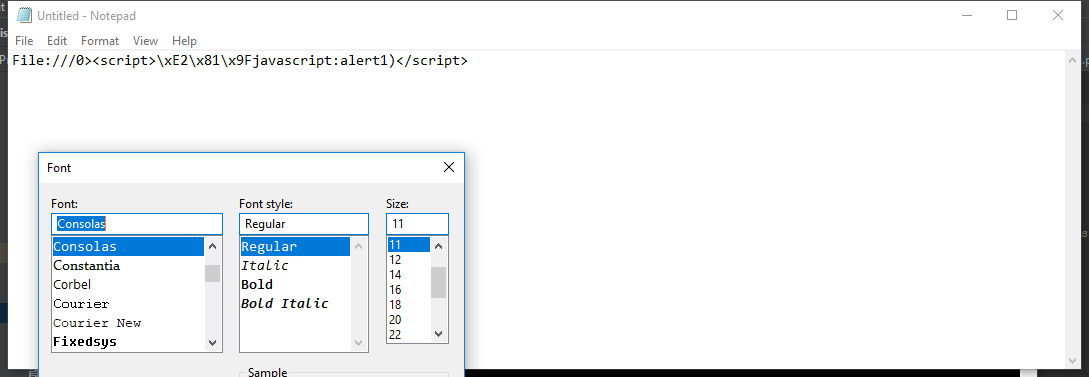 Untitled - Notepad
File Edit Format View Help
File:///0><script>\xE2\x81\x9Fjavascript:alert1)</script>
Font
Font: Font style: Size:
Consolas Regular 11
Consolas Regular 11
Constantia Italic 12
Corbel Bold 14
Courier Bold Italic 16
Courier New 18
Fixedsys 20
22
Sample